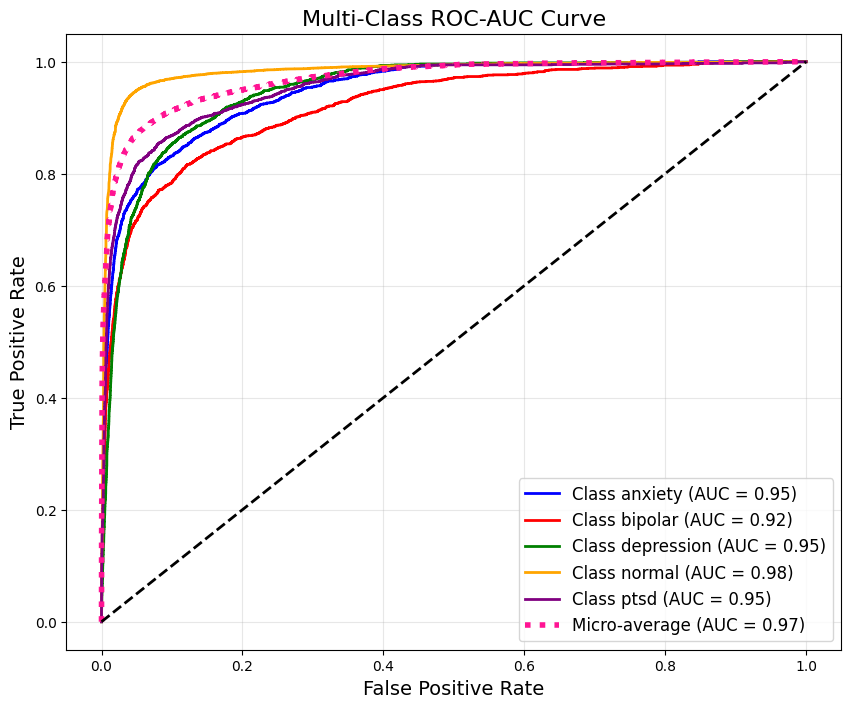 Multi-Class ROC-AUC Curve
True Positive Rate
1.0
0.8
0.6
0.4
0.2
0.0
0.0 0.2 0.4 0.6 0.8 1.0
False Positive Rate
Class anxiety (AUC = 0.95)
Class bipolar (AUC = 0.92)
Class depression (AUC = 0.95)
Class normal (AUC = 0.98)
Class ptsd (AUC = 0.95)
Micro-average (AUC = 0.97)